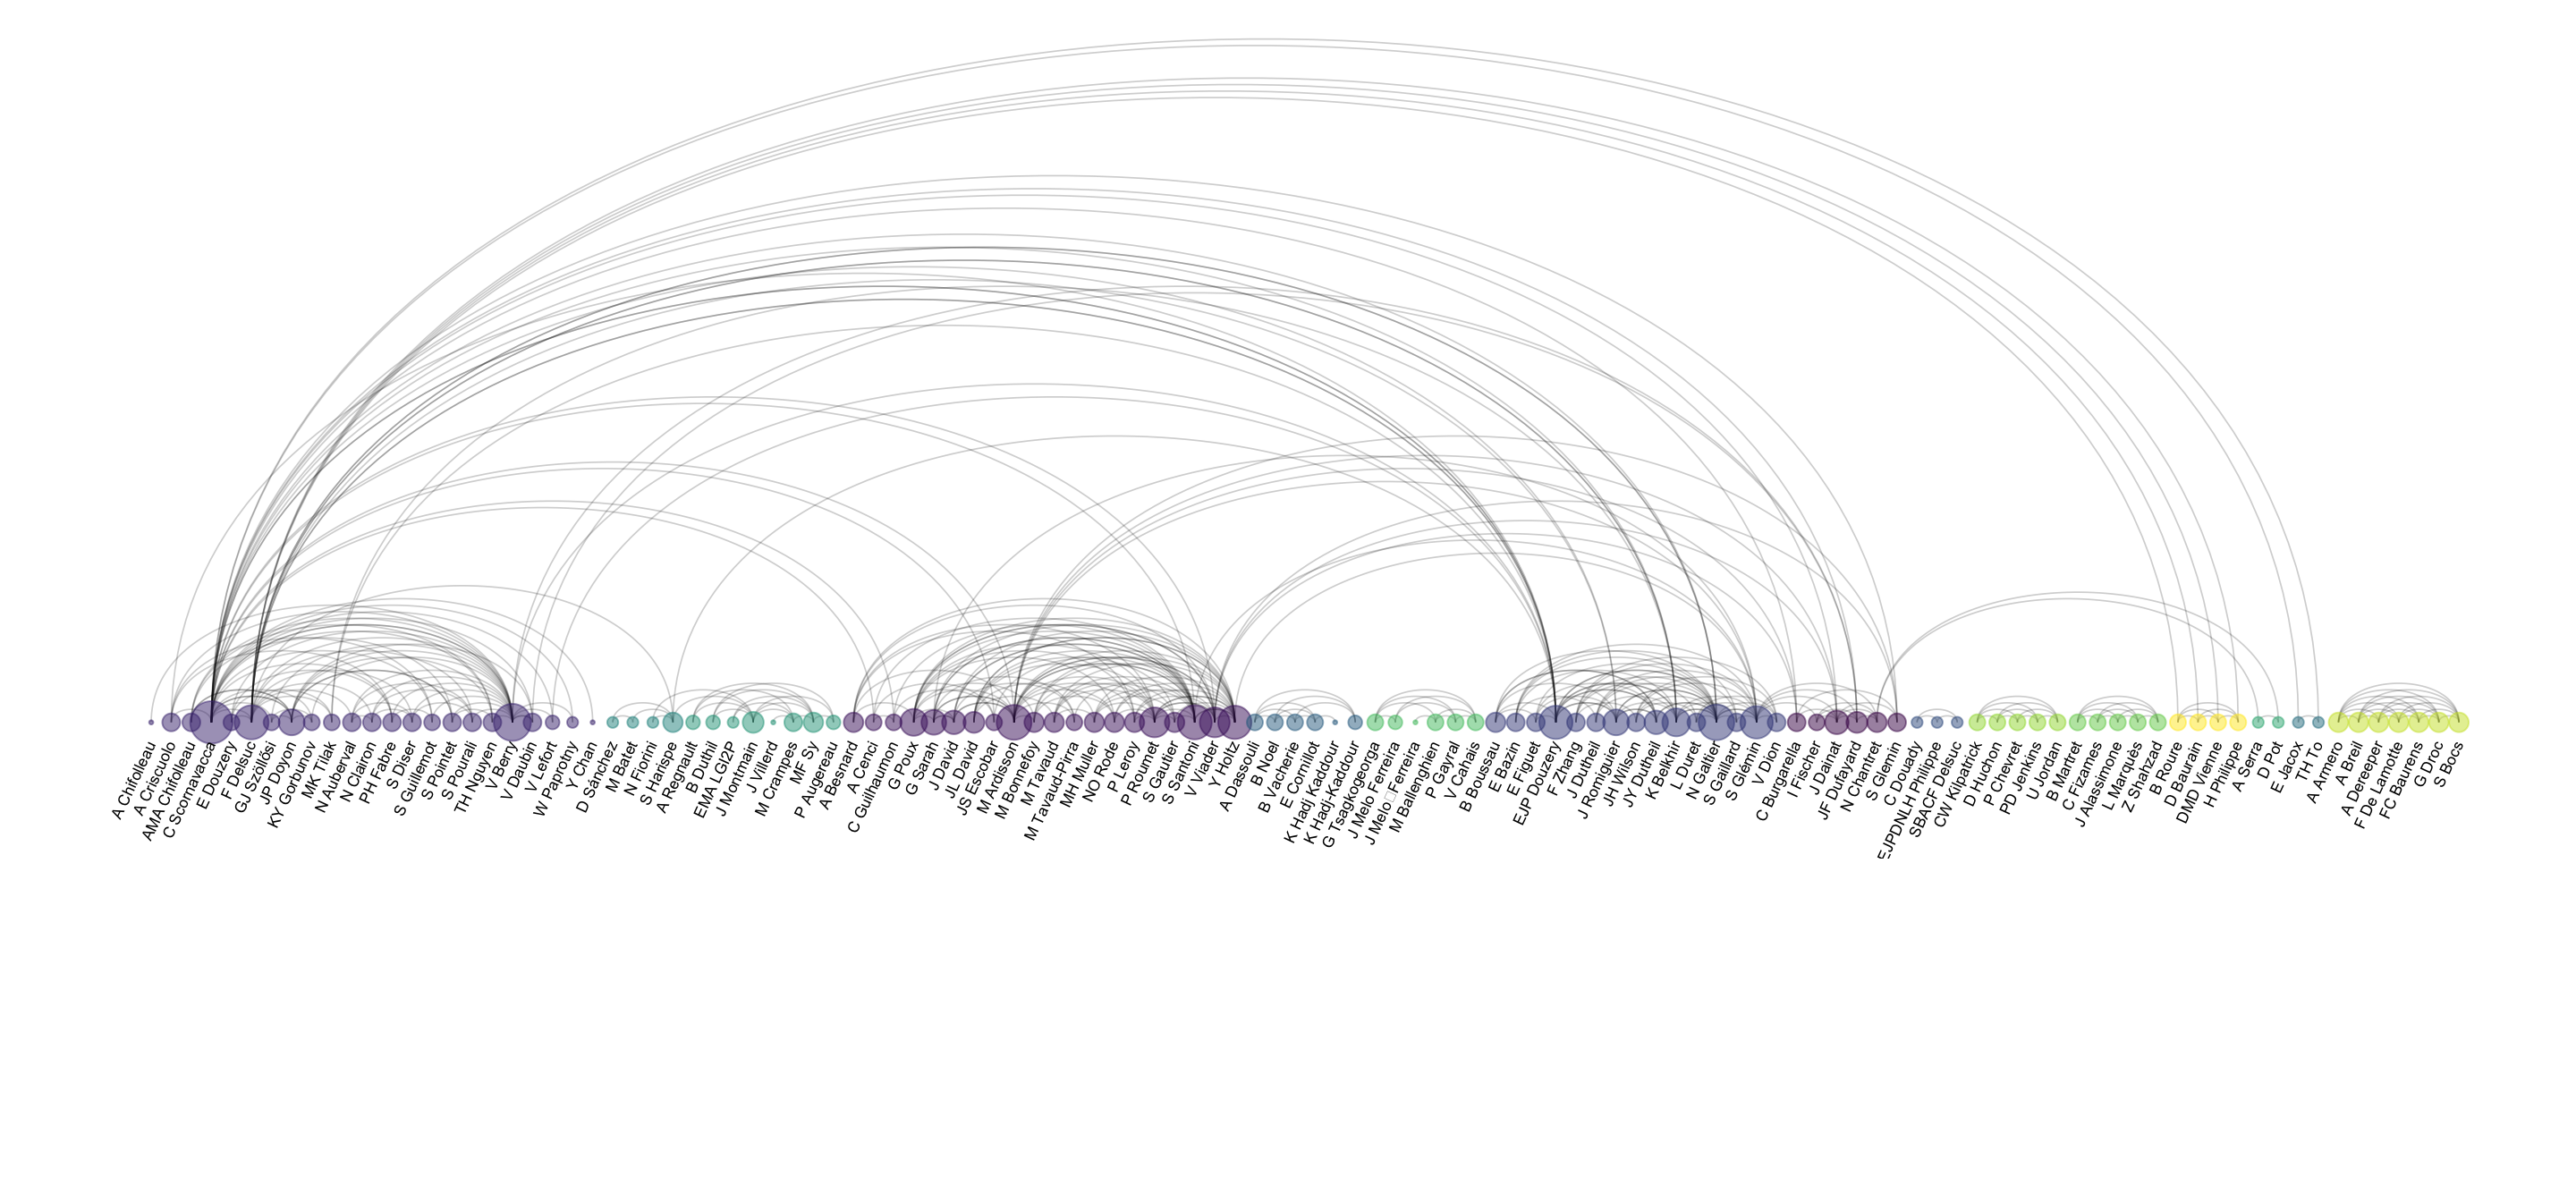 A Chifolleau
A Criscuolo
AMA Chifolleau
C Scornavacca
E Douzery
F Delsuc
GJ Szöllősi
JP Doyon
KY Gorbunov
MK Tilak
N Auberval
N Clairon
PH Fabre
S Diser
S Guillemot
S Pointet
S Pourali
TH Nguyen
V Berry
V Daubin
V Lefort
W Paprotny
Y Chan
D Sánchez
M Batet
N Fiorini
S Harispe
A Regnault
B Duthil
EMA LGI2P
J Montmain
J Villerd
M Crampes
MF Sy
P Augereau
A Besnard
A Cenci
C Guilhaumon
G Poux
G Sarah
J David
JL David
JS Escobar
M Ardisson
M Bonnefoy
M Tavaud
M Tavaud-Pirra
MH Muller
NO Rode
P Leroy
P Roumet
S Gautier
S Santoni
V Viader
Y Holtz
A Dassouli
B Noel
B Vacherie
E Cornillot
K Hadj Kaddour
K Hadj-Kaddour
G Tsagkogeorga
J Melo Ferreira
J Melo□Ferreira
M Ballenghien
P Gayral
V Cahais
B Boussau
E Bazin
E Figuet
EJP Douzery
F Zhang
J Dutheil
J Romiguier
JH Wilson
JY Dutheil
K Belkhir
L Duret
N Galtier
S Gaillard
S Glémin
V Dion
C Burgarella
I Fischer
J Dainat
JF Dufayard
N Chantret
S Glemin
C Douady
EJPDNLH Philippe
SBACF Delsuc
CW Kilpatrick
D Huchon
P Chevret
PD Jenkins
U Jordan
B Martret
C Fizames
J Alassimone
L Marquès
Z Shahzad
B Roure
D Baurain
DMD Vienne
H Philippe
A Serra
D Pot
E Jacox
TH To
A Armero
A Breil
A Dereeper
F De Lamotte
FC Baurens
G Droc
S Bocs